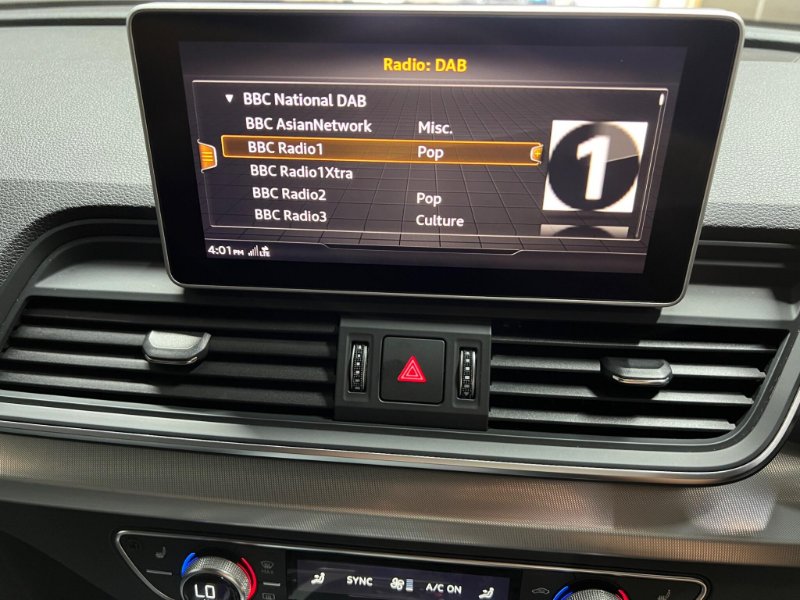 Radio: DAB
▼ BBC National DAB
BBC AsianNetwork Misc.
BBC Radio1 Pop
BBC Radio1Xtra
BBC Radio2 Pop
BBC Radio3 Culture
1
4:01 PM LTE
LO
MAX
SYNC
A/C ON